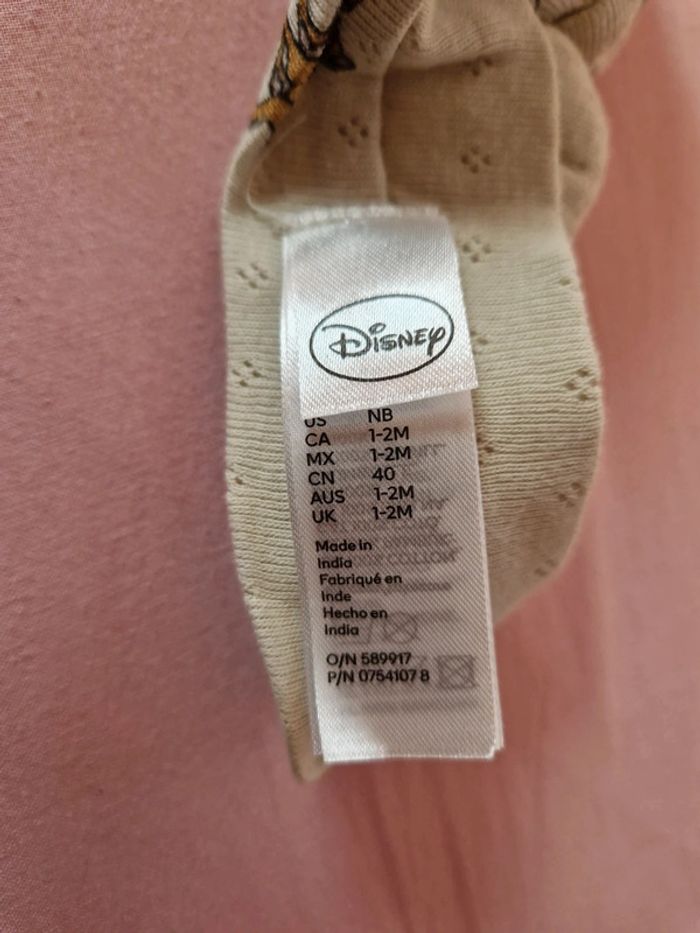 Disney
US NB
CA 1-2M
MX 1-2M
CN 40
AUS 1-2M
UK 1-2M
Made in
India
Fabriqué en
Inde
Hecho en
India
O/N 589917
P/N 0754107 8